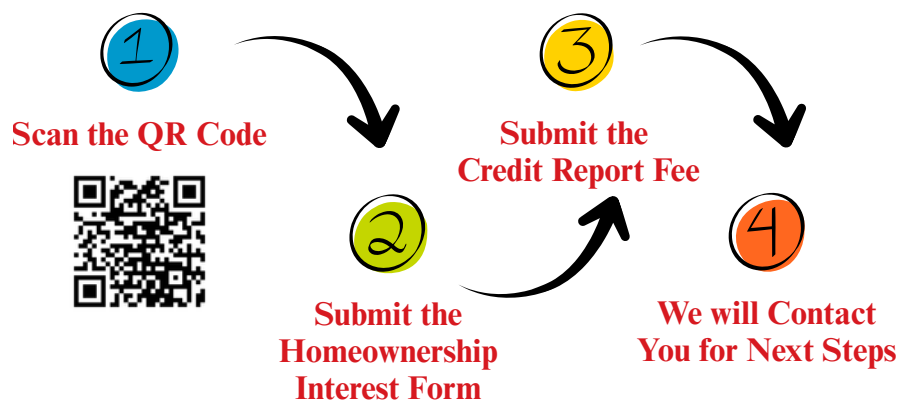 1
Scan the QR Code
2
Submit the
Homeownership
Interest Form
3
Submit the
Credit Report Fee
4
We will Contact
You for Next Steps